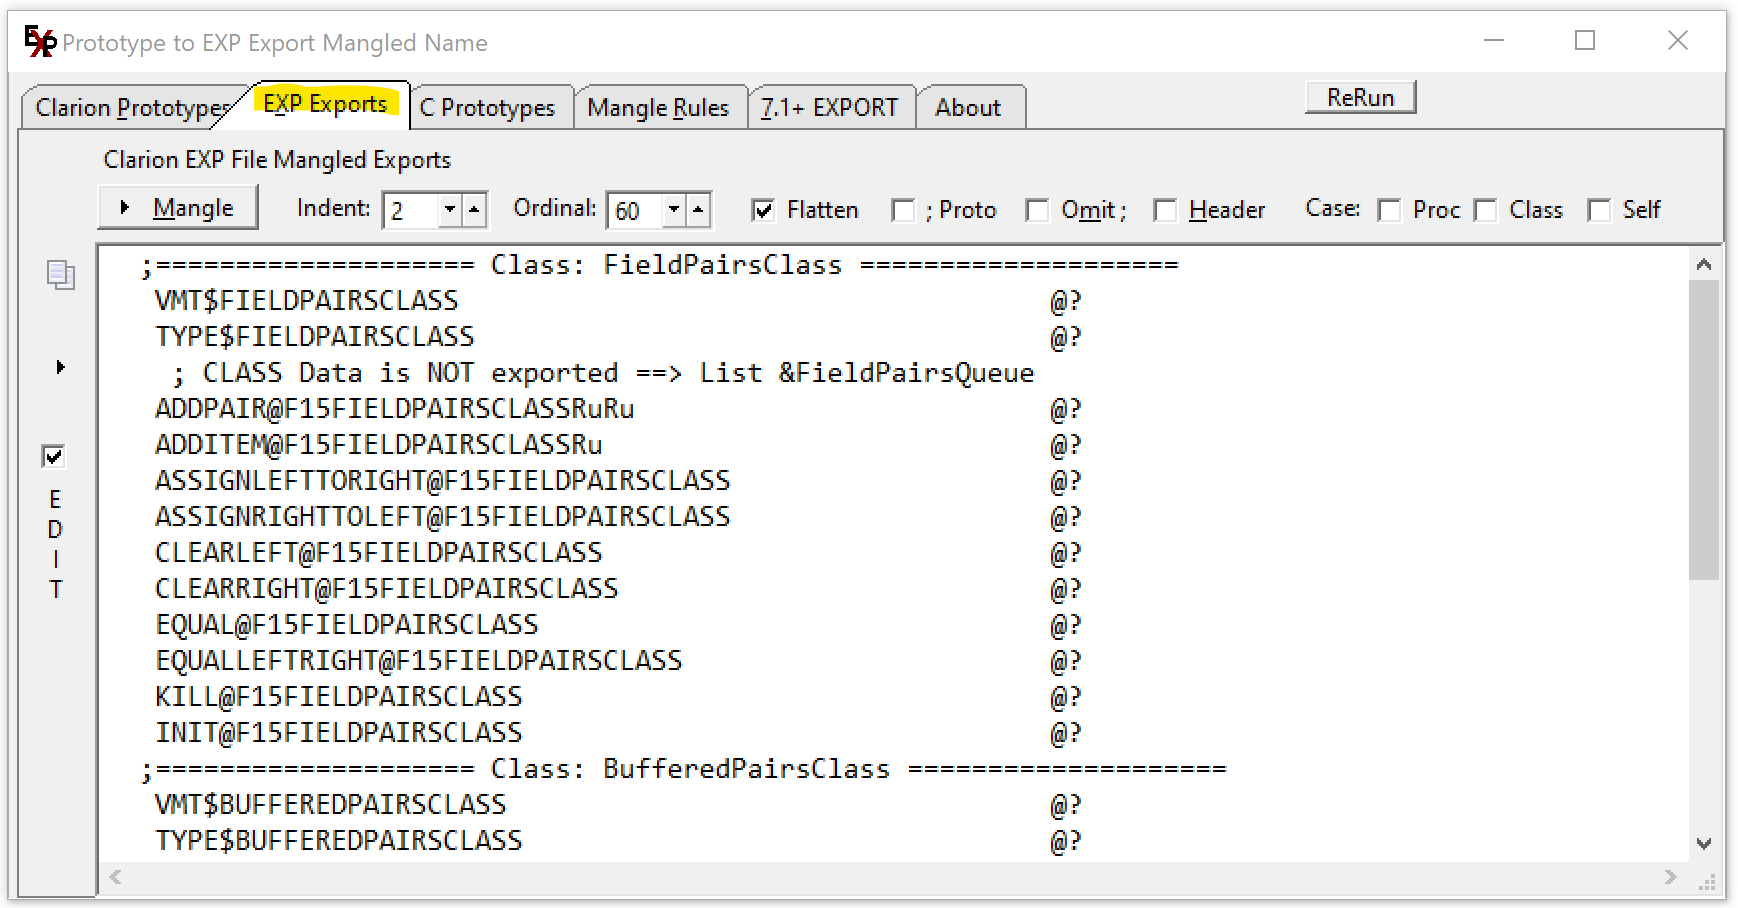 EXP Prototype to EXP Export Mangled Name
Clarion Prototypes EXP Exports C Prototypes Mangle Rules 7.1+ EXPORT About ReRun
Clarion EXP File Mangled Exports
Mangle Indent: 2 Ordinal: 60 Flatten ; Proto Omit ; Header Case: Proc Class Self
;==================== Class: FieldPairsClass ====================
VMT$FIELDPAIRSCLASS @?
TYPE$FIELDPAIRSCLASS @?
; CLASS Data is NOT exported ==> List &FieldPairsQueue
ADDPAIR@F15FIELDPAIRSCLASSRuRu @?
ADDITEM@F15FIELDPAIRSCLASSRu @?
ASSIGNLEFTTORIGHT@F15FIELDPAIRSCLASS @?
ASSIGNRIGHTTOLEFT@F15FIELDPAIRSCLASS @?
CLEARLEFT@F15FIELDPAIRSCLASS @?
CLEARRIGHT@F15FIELDPAIRSCLASS @?
EQUAL@F15FIELDPAIRSCLASS @?
EQUALLEFTRIGHT@F15FIELDPAIRSCLASS @?
KILL@F15FIELDPAIRSCLASS @?
INIT@F15FIELDPAIRSCLASS @?
;==================== Class: BufferedPairsClass ====================
VMT$BUFFEREDPAIRSCLASS @?
TYPE$BUFFEREDPAIRSCLASS @?
E
D
I
T